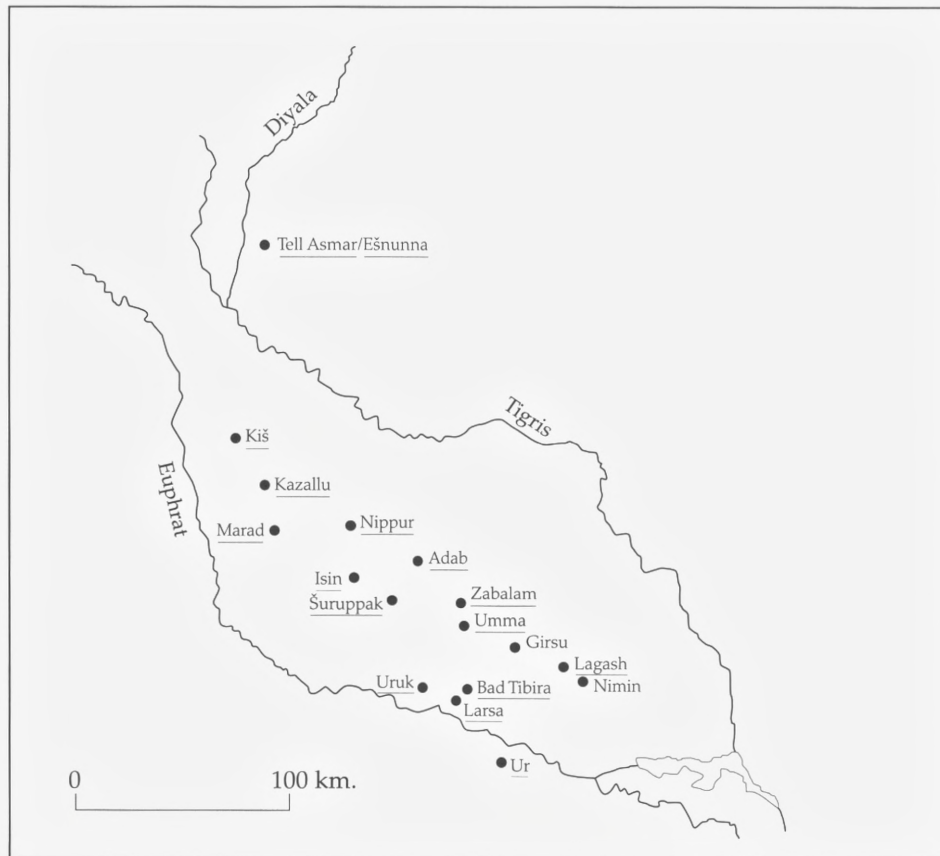 Diyala
Tell Asmar/Ešnunna
Tigris
Kiš
Euphrat
Kazallu
Marad
Nippur
Adab
Isin
Šuruppak
Zabalam
Umma
Girsu
Lagash
Nimin
Uruk
Bad Tibira
Larsa
Ur
0 100 km.